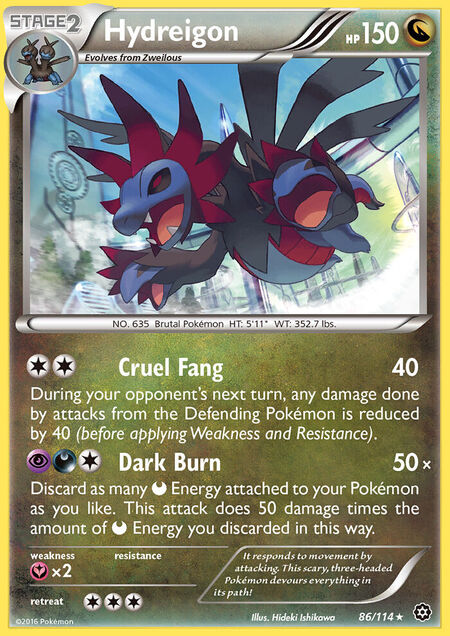 STAGE2
Hydreigon
HP150
Evolves from Zweilous
NO. 635 Brutal Pokémon HT: 5'11" WT: 352.7 lbs.
Cruel Fang 40
During your opponent's next turn, any damage done
by attacks from the Defending Pokémon is reduced
by 40 (before applying Weakness and Resistance).
Dark Burn 50×
Discard as many Energy attached to your Pokémon
as you like. This attack does 50 damage times the
amount of Energy you discarded in this way.
weakness resistance
×2
retreat
It responds to movement by
attacking. This scary, three-headed
Pokémon devours everything in
its path!
©2016 Pokémon
Illus. Hideki Ishikawa
86/114 ★